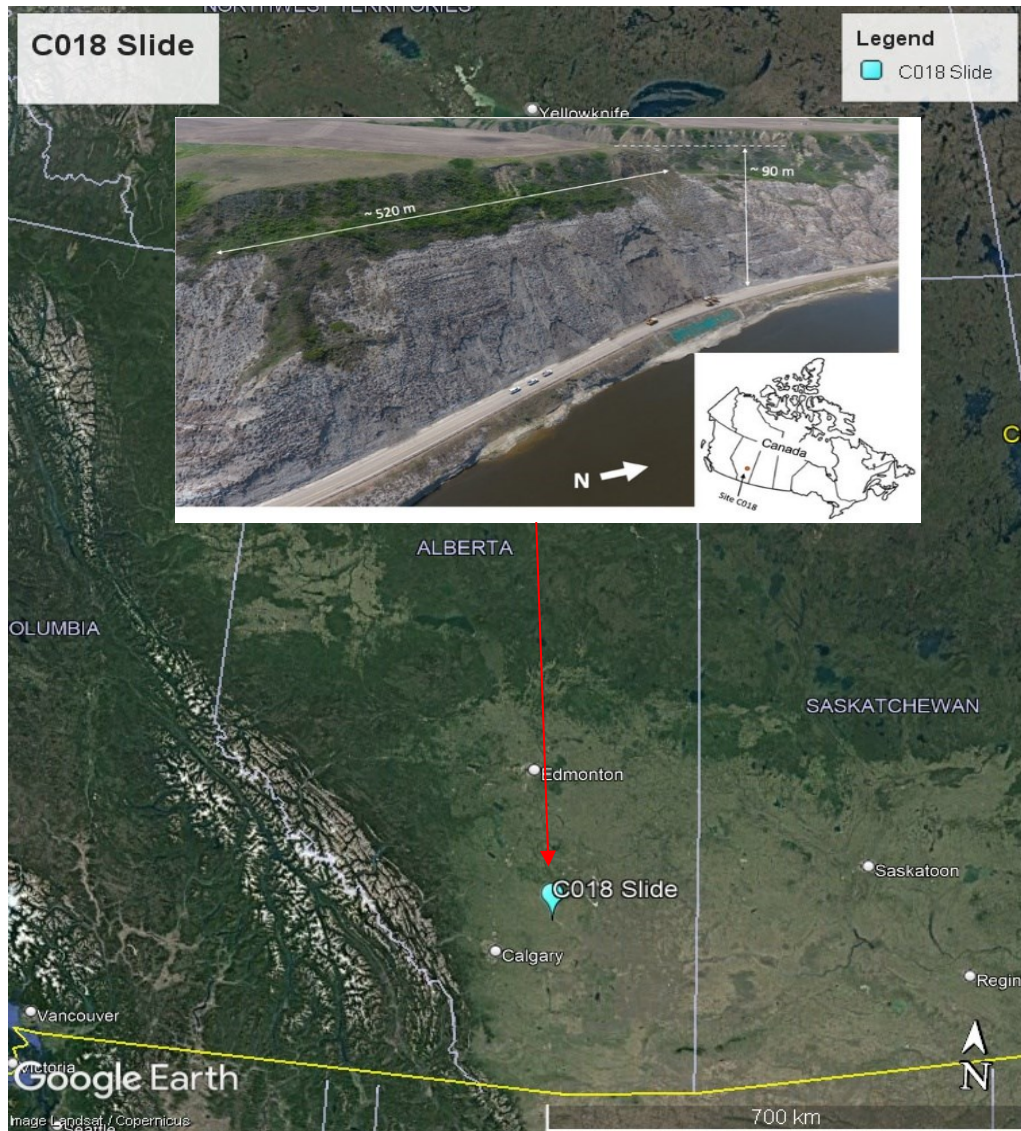 NORTHWEST TERRITORIES
C018 Slide
Legend
C018 Slide
Yellowknife
~ 90 m
~ 520 m
N
Canada
Site C018
C
ALBERTA
OLUMBIA
SASKATCHEWAN
Edmonton
Saskatoon
C018 Slide
Calgary
Regin
Vancouver
Victoria
N
Google Earth
700 km
Image Landsat / Copernicus
Seattle